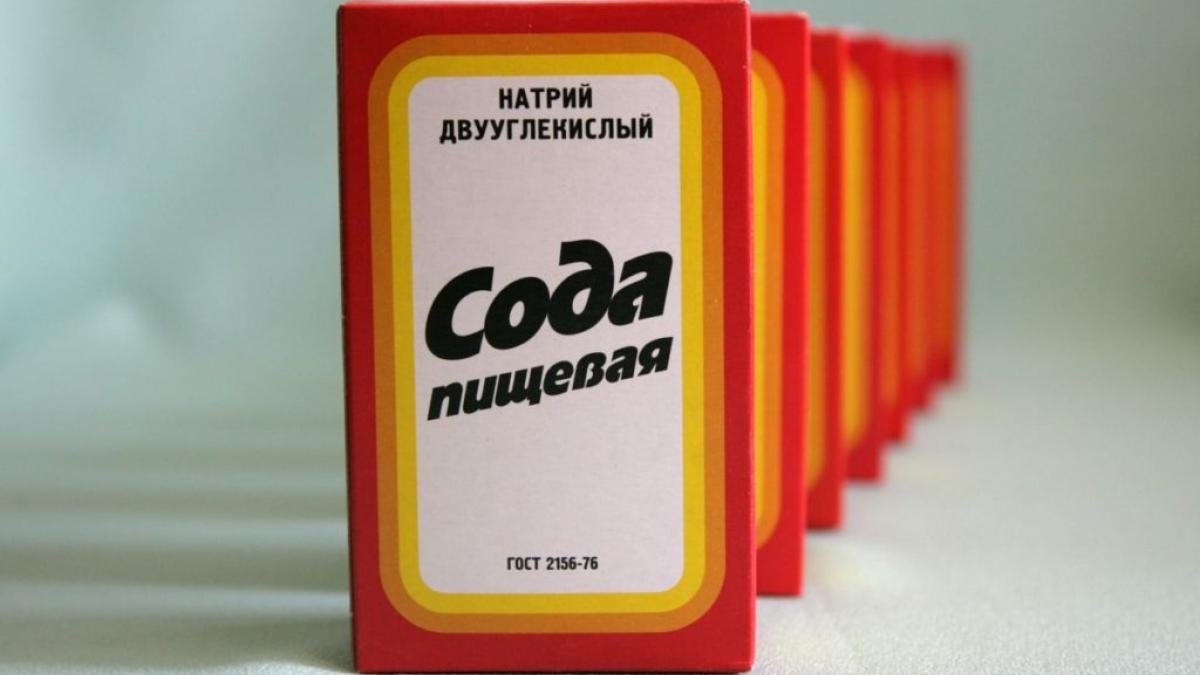 НАТРИЙ
ДВУУГЛЕКИСЛЫЙ
Сода
пищевая
ГОСТ 2156-76